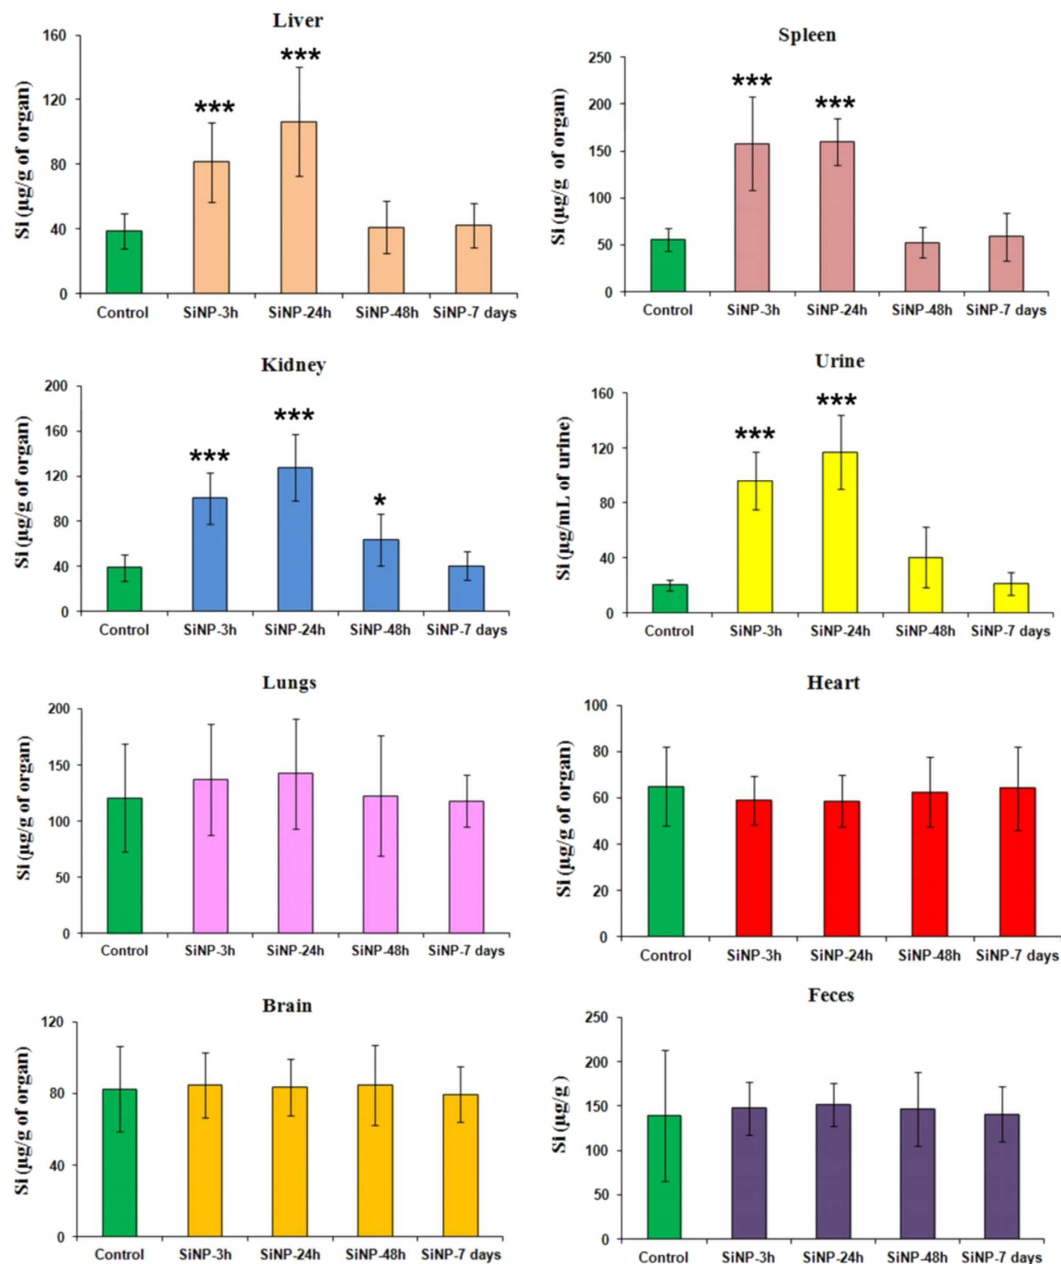 Liver
Si (µg/g of organ)
160
120
80
40
0
***
***
Control SiNP-3h SiNP-24h SiNP-48h SiNP-7 days
Spleen
Si (µg/g of organ)
250
200
150
100
50
0
***
***
Control SiNP-3h SiNP-24h SiNP-48h SiNP-7 days
Kidney
Si (µg/g of organ)
200
160
120
80
40
0
***
***
*
Control SiNP-3h SiNP-24h SiNP-48h SiNP-7 days
Urine
Si (µg/mL of urine)
160
120
80
40
0
***
***
Control SiNP-3h SiNP-24h SiNP-48h SiNP-7 days
Lungs
Si (µg/g of organ)
200
150
100
50
0
Control SiNP-3h SiNP-24h SiNP-48h SiNP-7 days
Heart
Si (µg/g of organ)
100
80
60
40
20
0
Control SiNP-3h SiNP-24h SiNP-48h SiNP-7 days
Brain
Si (µg/g of organ)
120
80
40
0
Control SiNP-3h SiNP-24h SiNP-48h SiNP-7 days
Feces
Si (µg/g )
250
200
150
100
50
0
Control SiNP-3h SiNP-24h SiNP-48h SiNP-7 days